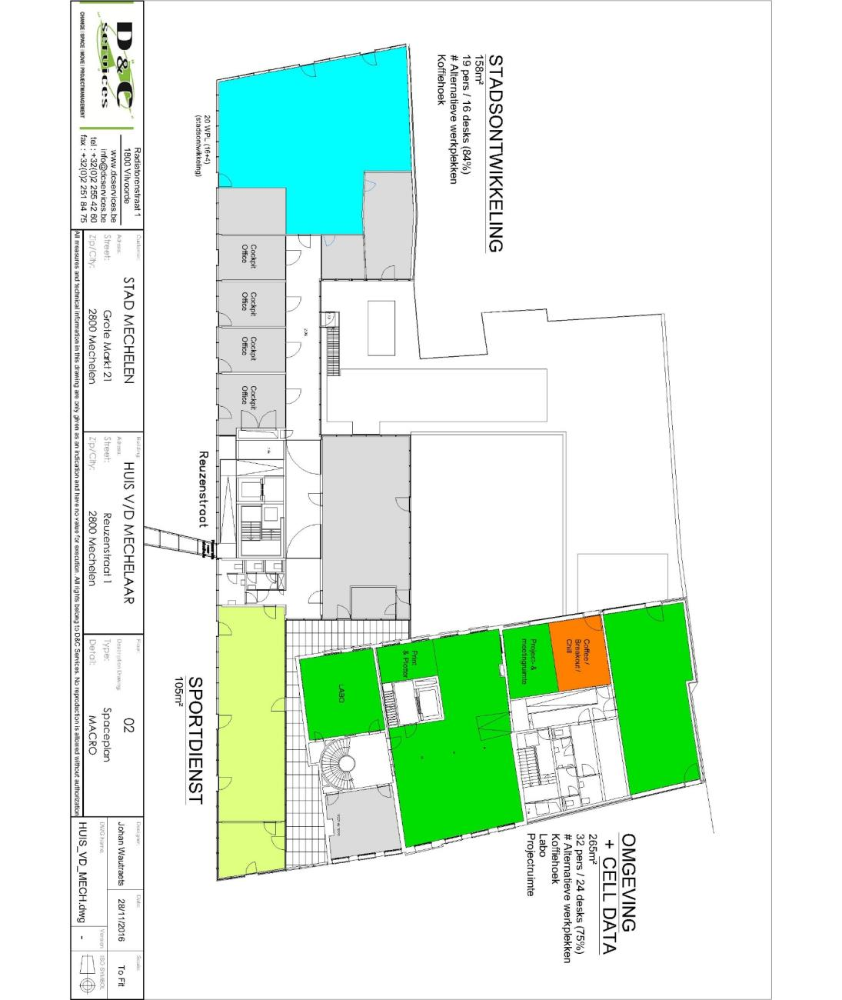 STADSONTWIKKELING
158m²
19 pers / 16 desks (84%)
# Alternatieve werkplekken
Koffiehoek
20 WPL (16+4)
(stadsontwikkeling)
Cockpit
Office
Cockpit
Office
Cockpit
Office
Cockpit
Office
Reuzenstraat
SPORTDIENST
105m²
LABO
Print
& Plotter
Project- &
meetingruimte
Coffee /
Breakout /
Chill
OMGEVING
+ CELL DATA
265m²
32 pers / 24 desks (75%)
# Alternatieve werkplekken
Koffiehoek
Labo
Projectruimte
D&C
services
CHANGE | SPACE | MOVE | PROJECTMANAGEMENT
Radiatorenstraat 1
1800 Vilvoorde
www.dcservices.be
info@dcservices.be
tel : +32(0)2 255 42 60
fax : +32(0)2 251 84 75
Customer:
STAD MECHELEN
Adress:
Street: Grote Markt 21
Zip/City: 2800 Mechelen
Building:
HUIS V/D MECHELAAR
Adress:
Street: Reuzenstraat 1
Zip/City: 2800 Mechelen
Floor: 02
Description Drawing:
Type: Spaceplan
Detail: MACRO
Designer:
Johan Wautraets
Date:
28/11/2016
Scale:
To Fit
DWG Name:
HUIS_VD_MECH.dwg
Version
-
ISO SYMBOL
All measures and technical information in this drawing are only given as an indication and have no value for execution. All rights belong to D&C Services. No reproduction is allowed without authorization